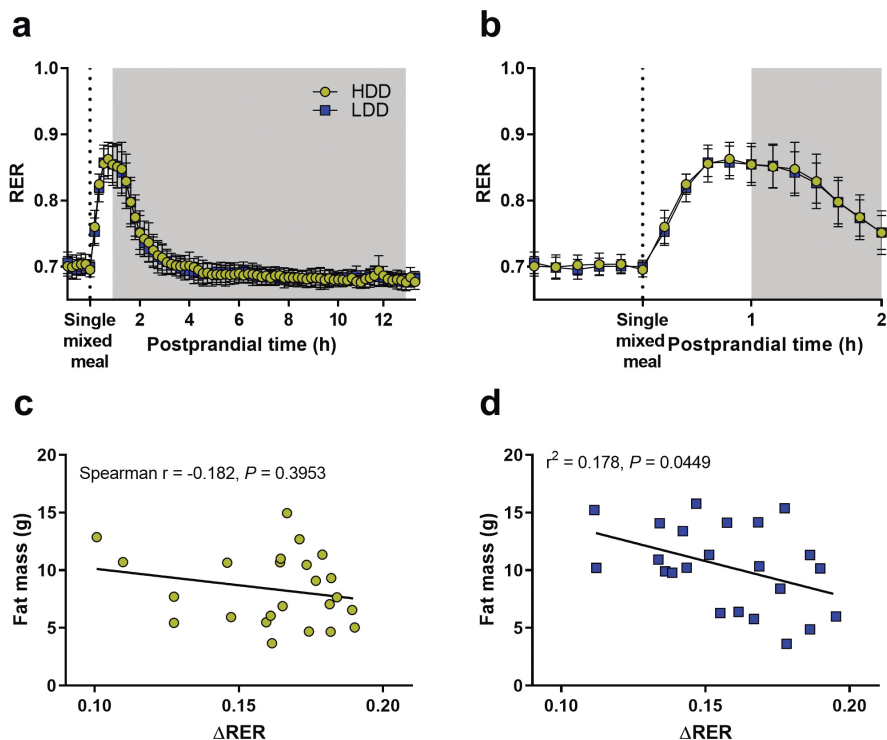 a
1.0
0.9
0.8
0.7
RER
HDD
LDD
Single
mixed
meal
2
4
6
8
10
12
Postprandial time (h)
b
1.0
0.9
0.8
0.7
RER
Single
mixed
meal
1
2
Postprandial time (h)
c
20
15
10
5
0
Fat mass (g)
Spearman r = -0.182, P = 0.3953
0.10
0.15
0.20
ΔRER
d
20
15
10
5
0
Fat mass (g)
r² = 0.178, P = 0.0449
0.10
0.15
0.20
ΔRER